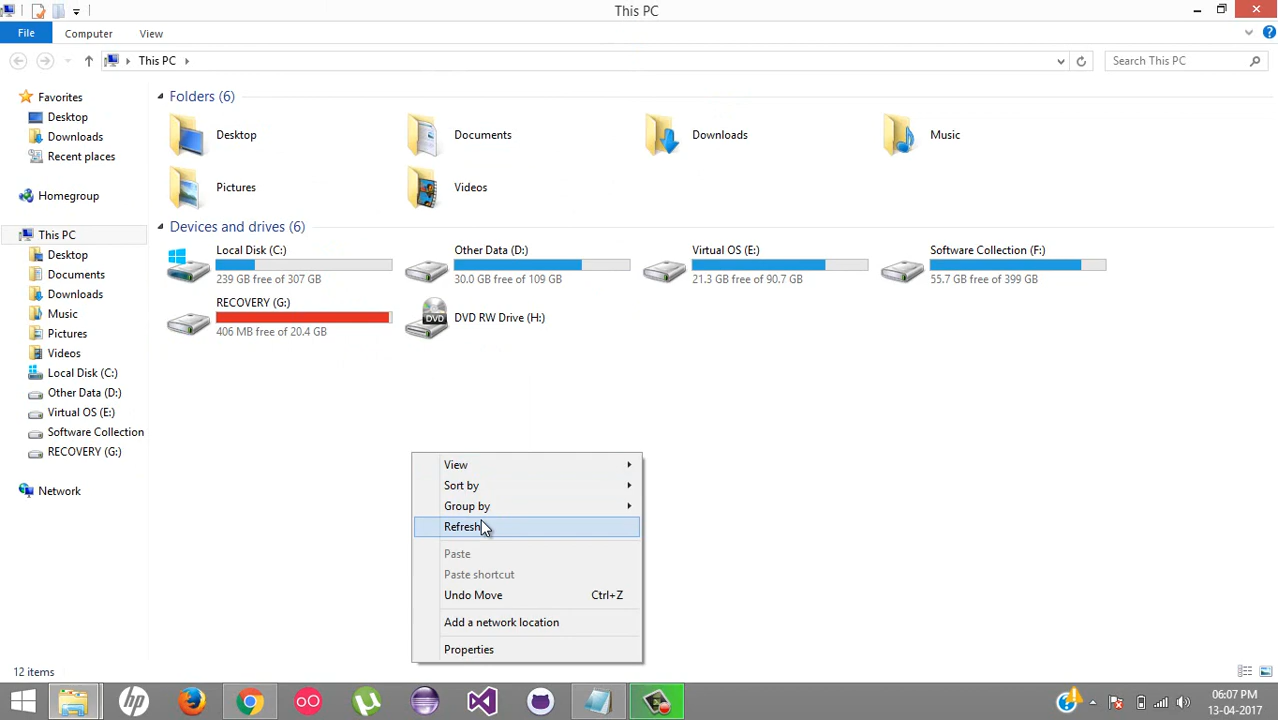 This PC
File
Computer
View
This PC
Search This PC
Favorites
Desktop
Downloads
Recent places
Homegroup
This PC
Desktop
Documents
Downloads
Music
Pictures
Videos
Local Disk (C:)
Other Data (D:)
Virtual OS (E:)
Software Collection
RECOVERY (G:)
Network
Folders (6)
Desktop
Documents
Downloads
Music
Pictures
Videos
Devices and drives (6)
Local Disk (C:)
239 GB free of 307 GB
Other Data (D:)
30.0 GB free of 109 GB
Virtual OS (E:)
21.3 GB free of 90.7 GB
Software Collection (F:)
55.7 GB free of 399 GB
RECOVERY (G:)
406 MB free of 20.4 GB
DVD
DVD RW Drive (H:)
View
Sort by
Group by
Refresh
Paste
Paste shortcut
Undo Move Ctrl+Z
Add a network location
Properties
12 items
hp
06:07 PM
13-04-2017